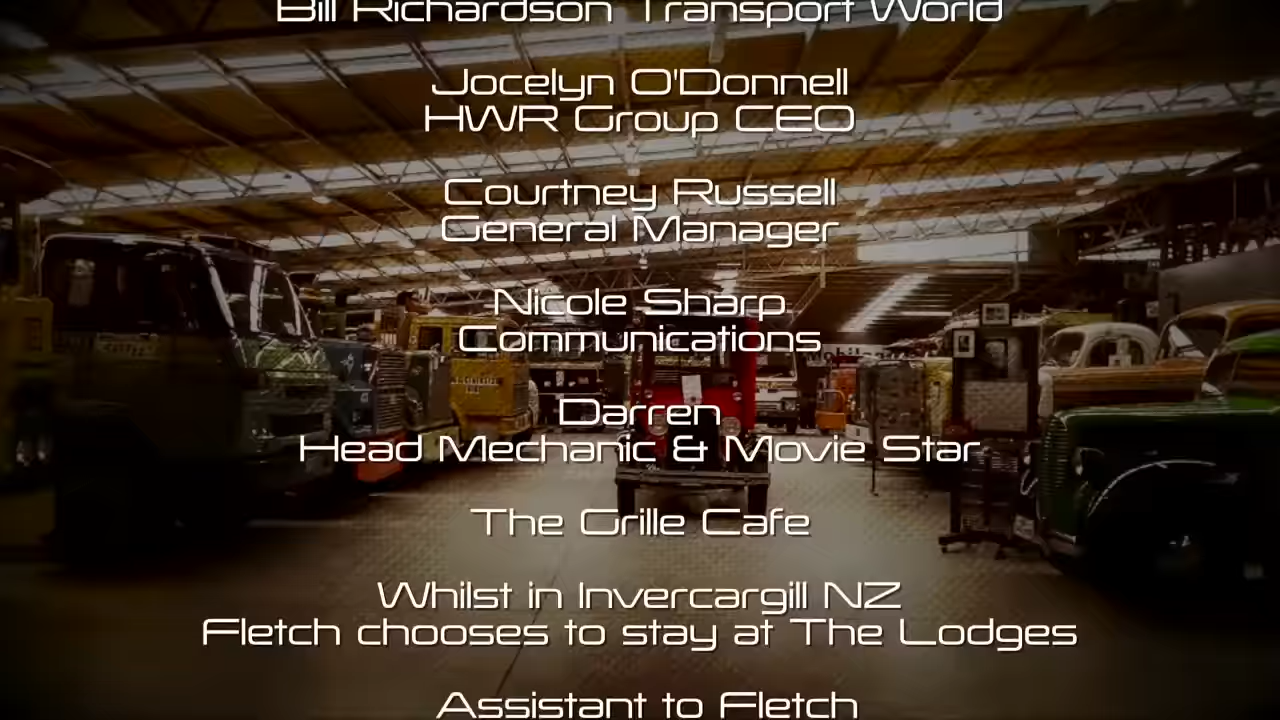 Bill Richardson Transport World
Jocelyn O'Donnell
HWR Group CEO
Courtney Russell
General Manager
Nicole Sharp
Communications
Darren
Head Mechanic & Movie Star
The Grille Cafe
Whilst in Invercargill NZ
Fletch chooses to stay at The Lodges
Assistant to Fletch